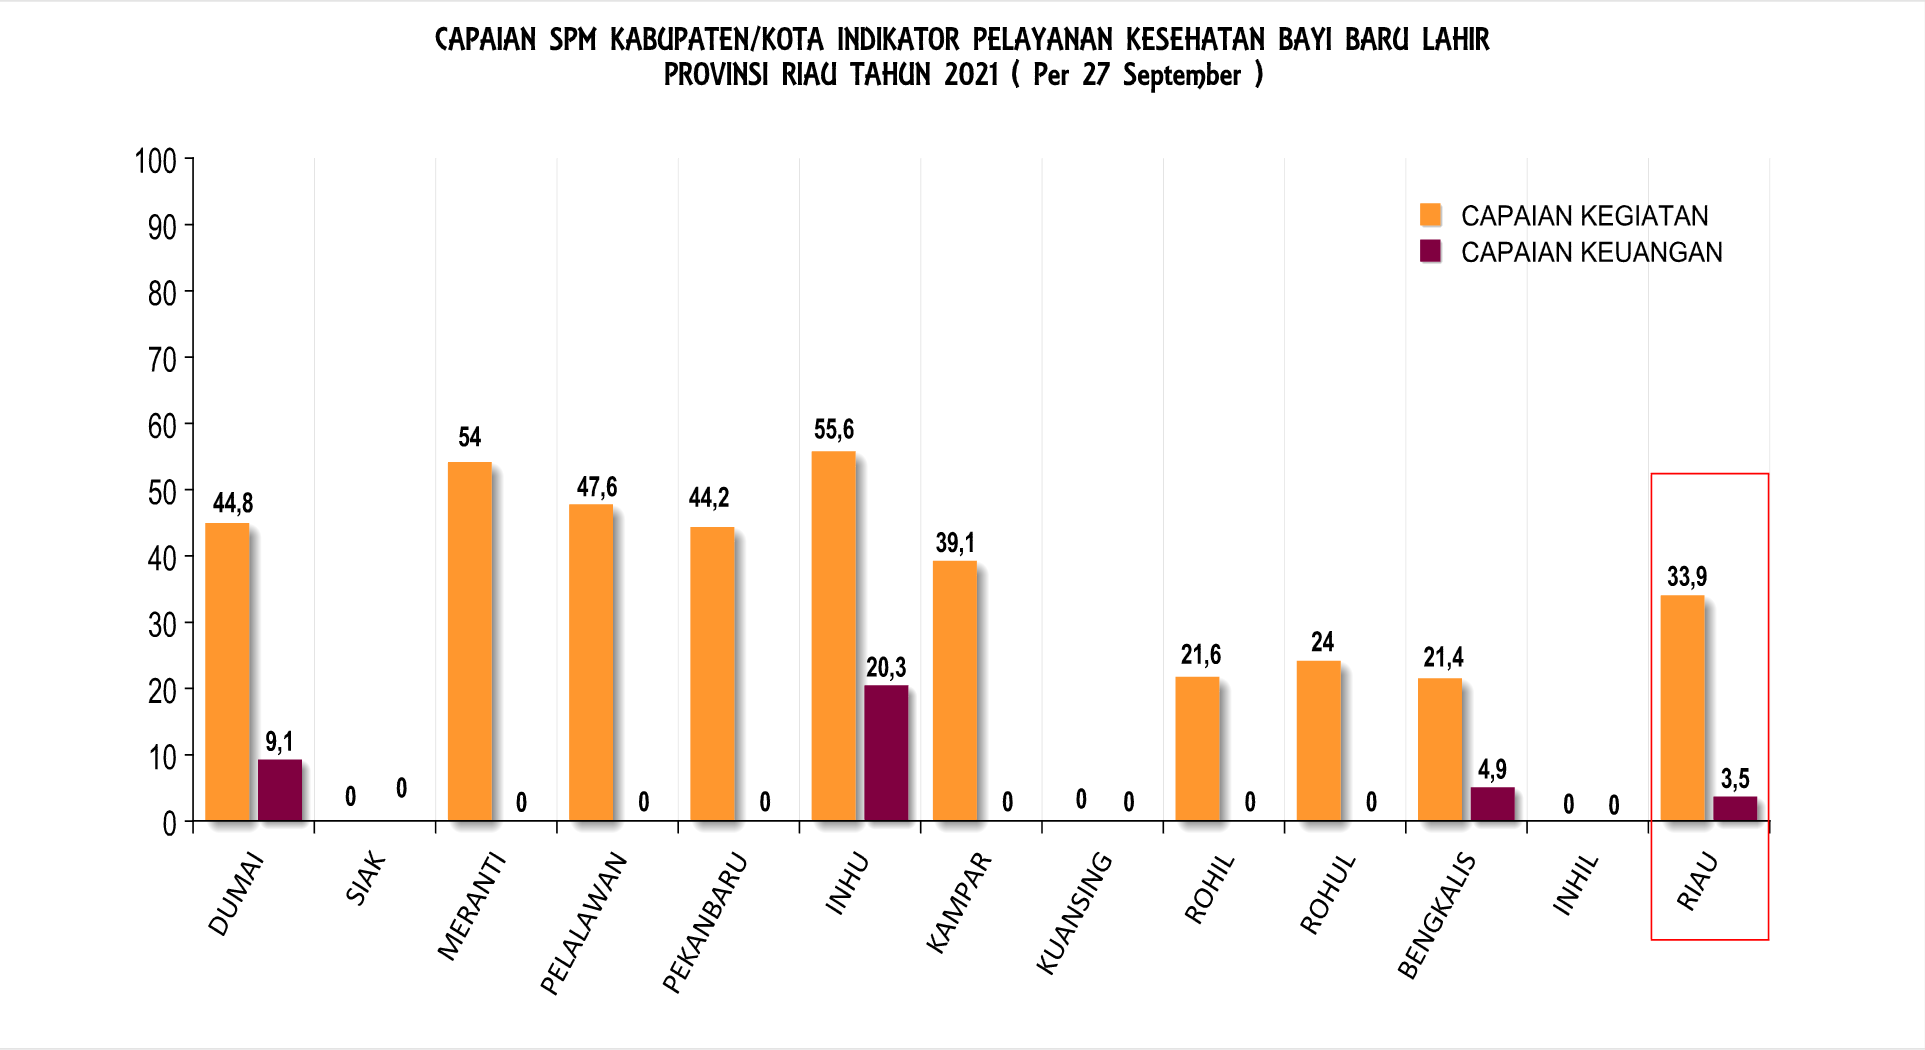 CAPAIAN SPM KABUPATEN/KOTA INDIKATOR PELAYANAN KESEHATAN BAYI BARU LAHIR
PROVINSI RIAU TAHUN 2021 ( Per 27 September )
100
90
80
70
60
50
40
30
20
10
0
CAPAIAN KEGIATAN
CAPAIAN KEUANGAN
44,8
9,1
0
0
54
0
47,6
0
44,2
0
55,6
20,3
39,1
0
0
0
21,6
0
24
0
21,4
4,9
0
0
33,9
3,5
DUMAI
SIAK
MERANTI
PELALAWAN
PEKANBARU
INHU
KAMPAR
KUANSING
ROHIL
ROHUL
BENGKALIS
INHIL
RIAU